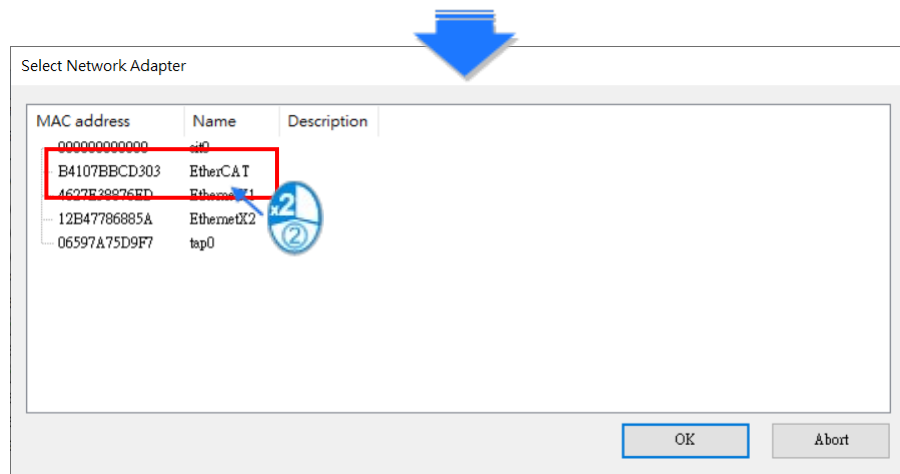 Select Network Adapter
MAC address Name Description
000000000000 sit0
B4107BBCD303 EtherCAT
4627E38876ED EthernetX1
12B47786885A EthernetX2
06597A75D9F7 tap0
x2
2
OK Abort